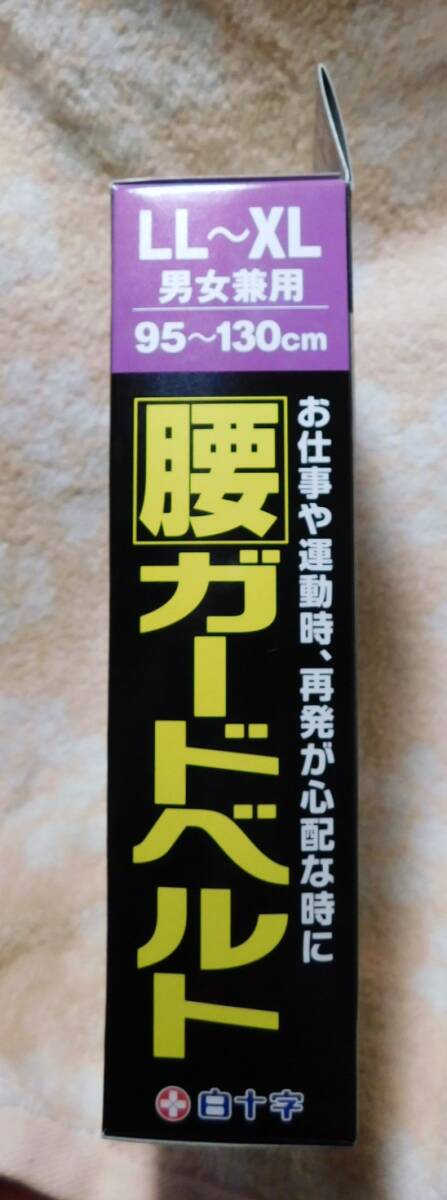 LL～XL
男女兼用
95～130cm
お仕事や運動時、再発が心配な時に
腰ガードベルト
白十字